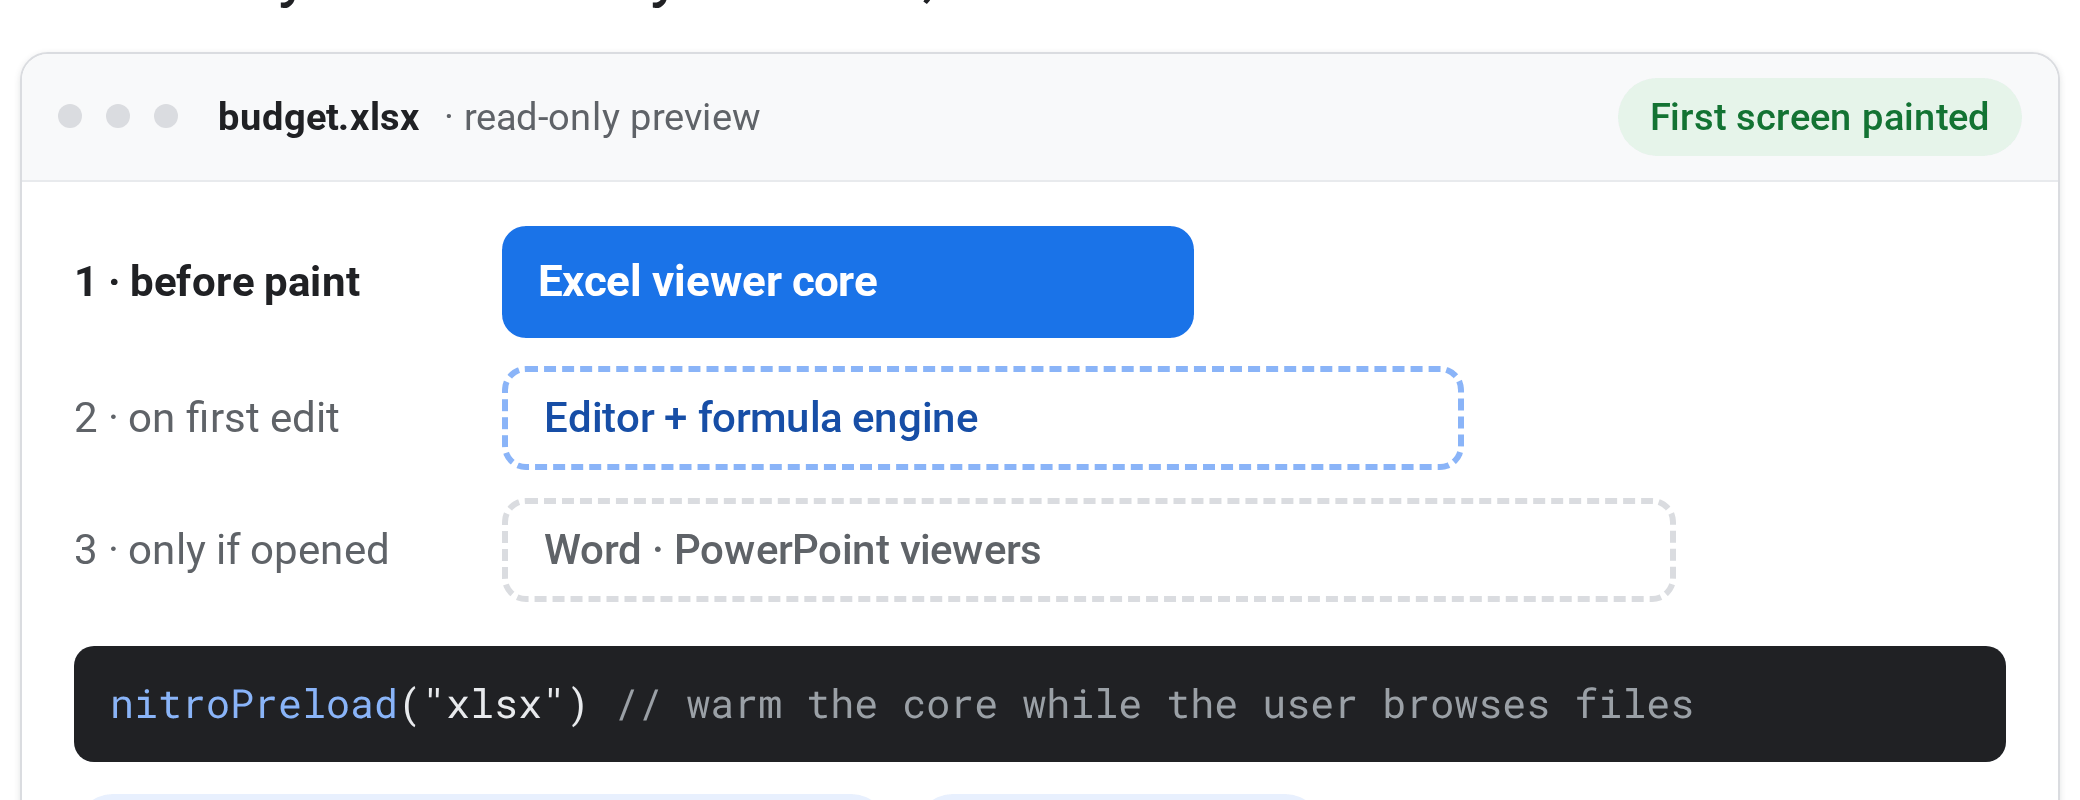 budget.xlsx · read-only preview
First screen painted
1 · before paint
Excel viewer core
2 · on first edit
Editor + formula engine
3 · only if opened
Word · PowerPoint viewers
nitroPreload("xlsx") // warm the core while the user browses files